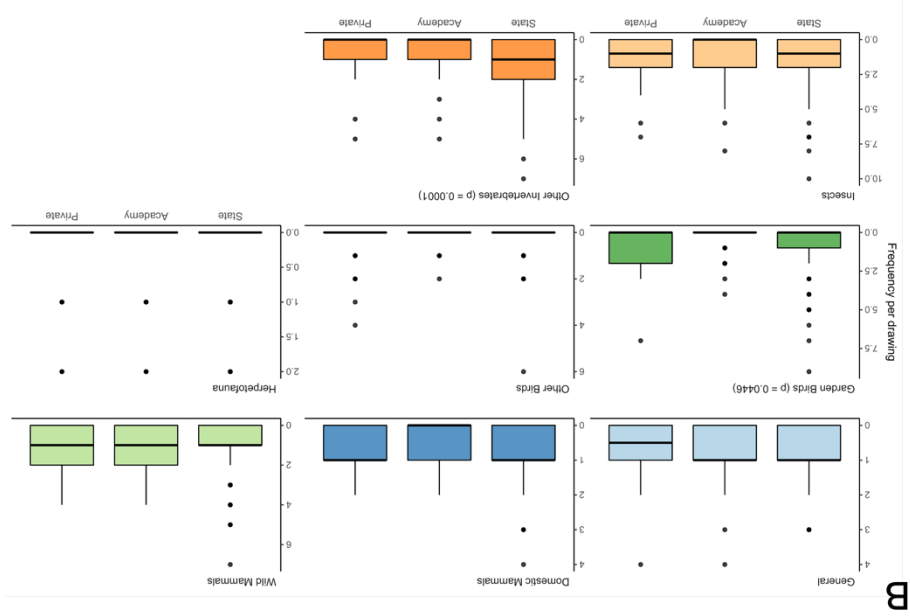 B
General
4
3
2
1
0
Domestic Mammals
4
3
2
1
0
Wild Mammals
6
4
2
0
Frequency per drawing
Garden Birds (p = 0.0446)
7.5
5.0
2.5
0.0
Other Birds
6
4
2
0
Herpetofauna
2.0
1.5
1.0
0.5
0.0
State Academy Private
Insects
10.0
7.5
5.0
2.5
0.0
State Academy Private
Other Invertebrates (p = 0.0001)
6
4
2
0
State Academy Private